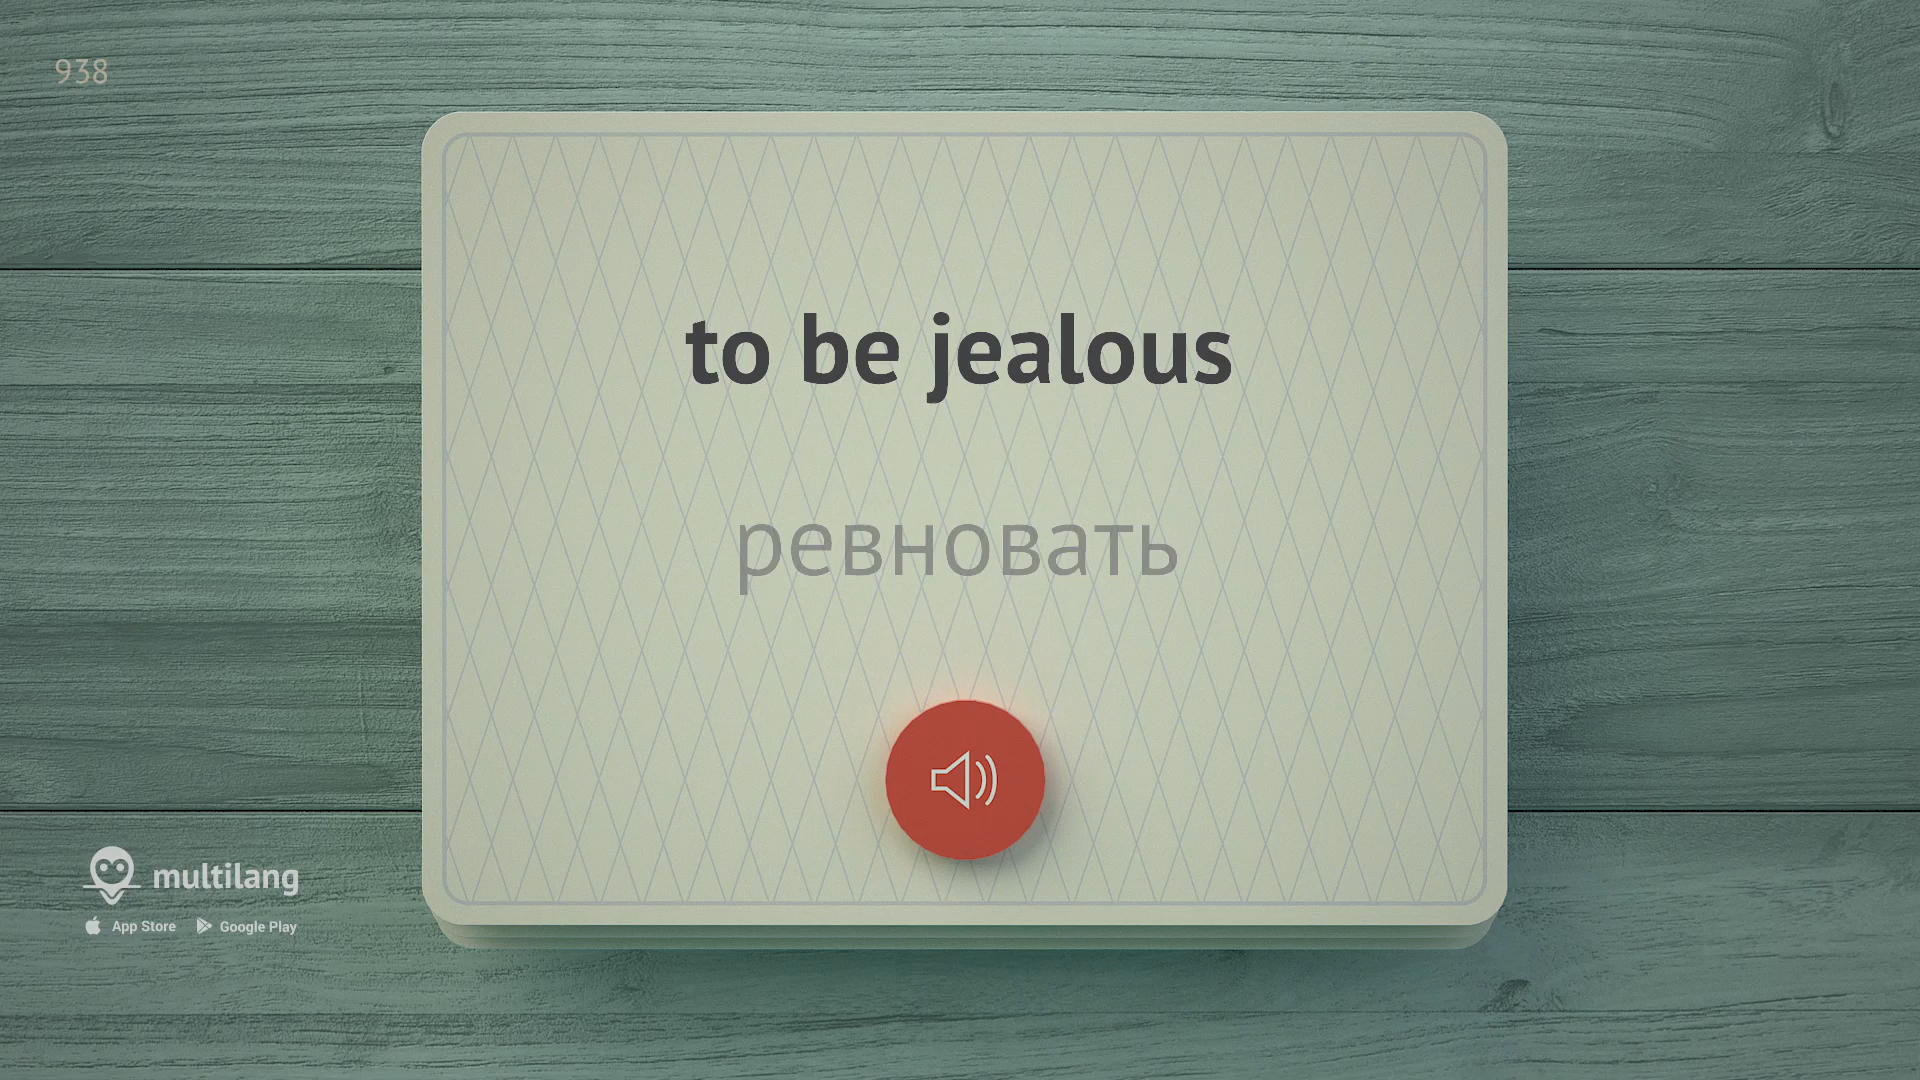 938
to be jealous
ревновать
multilang
App Store Google Play